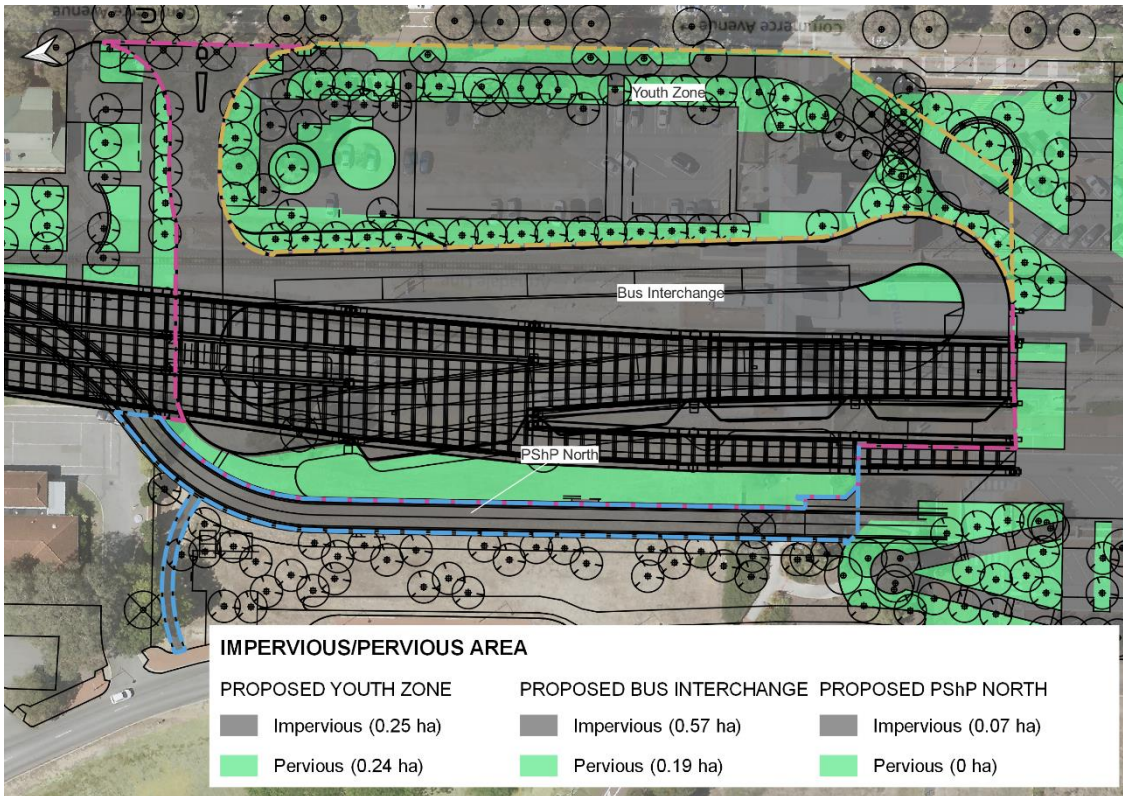 Commerce Avenue
Commerce Avenue
Youth Zone
Bus Interchange
PShP North
IMPERVIOUS/PERVIOUS AREA
PROPOSED YOUTH ZONE PROPOSED BUS INTERCHANGE PROPOSED PShP NORTH
Impervious (0.25 ha) Impervious (0.57 ha) Impervious (0.07 ha)
Pervious (0.24 ha) Pervious (0.19 ha) Pervious (0 ha)